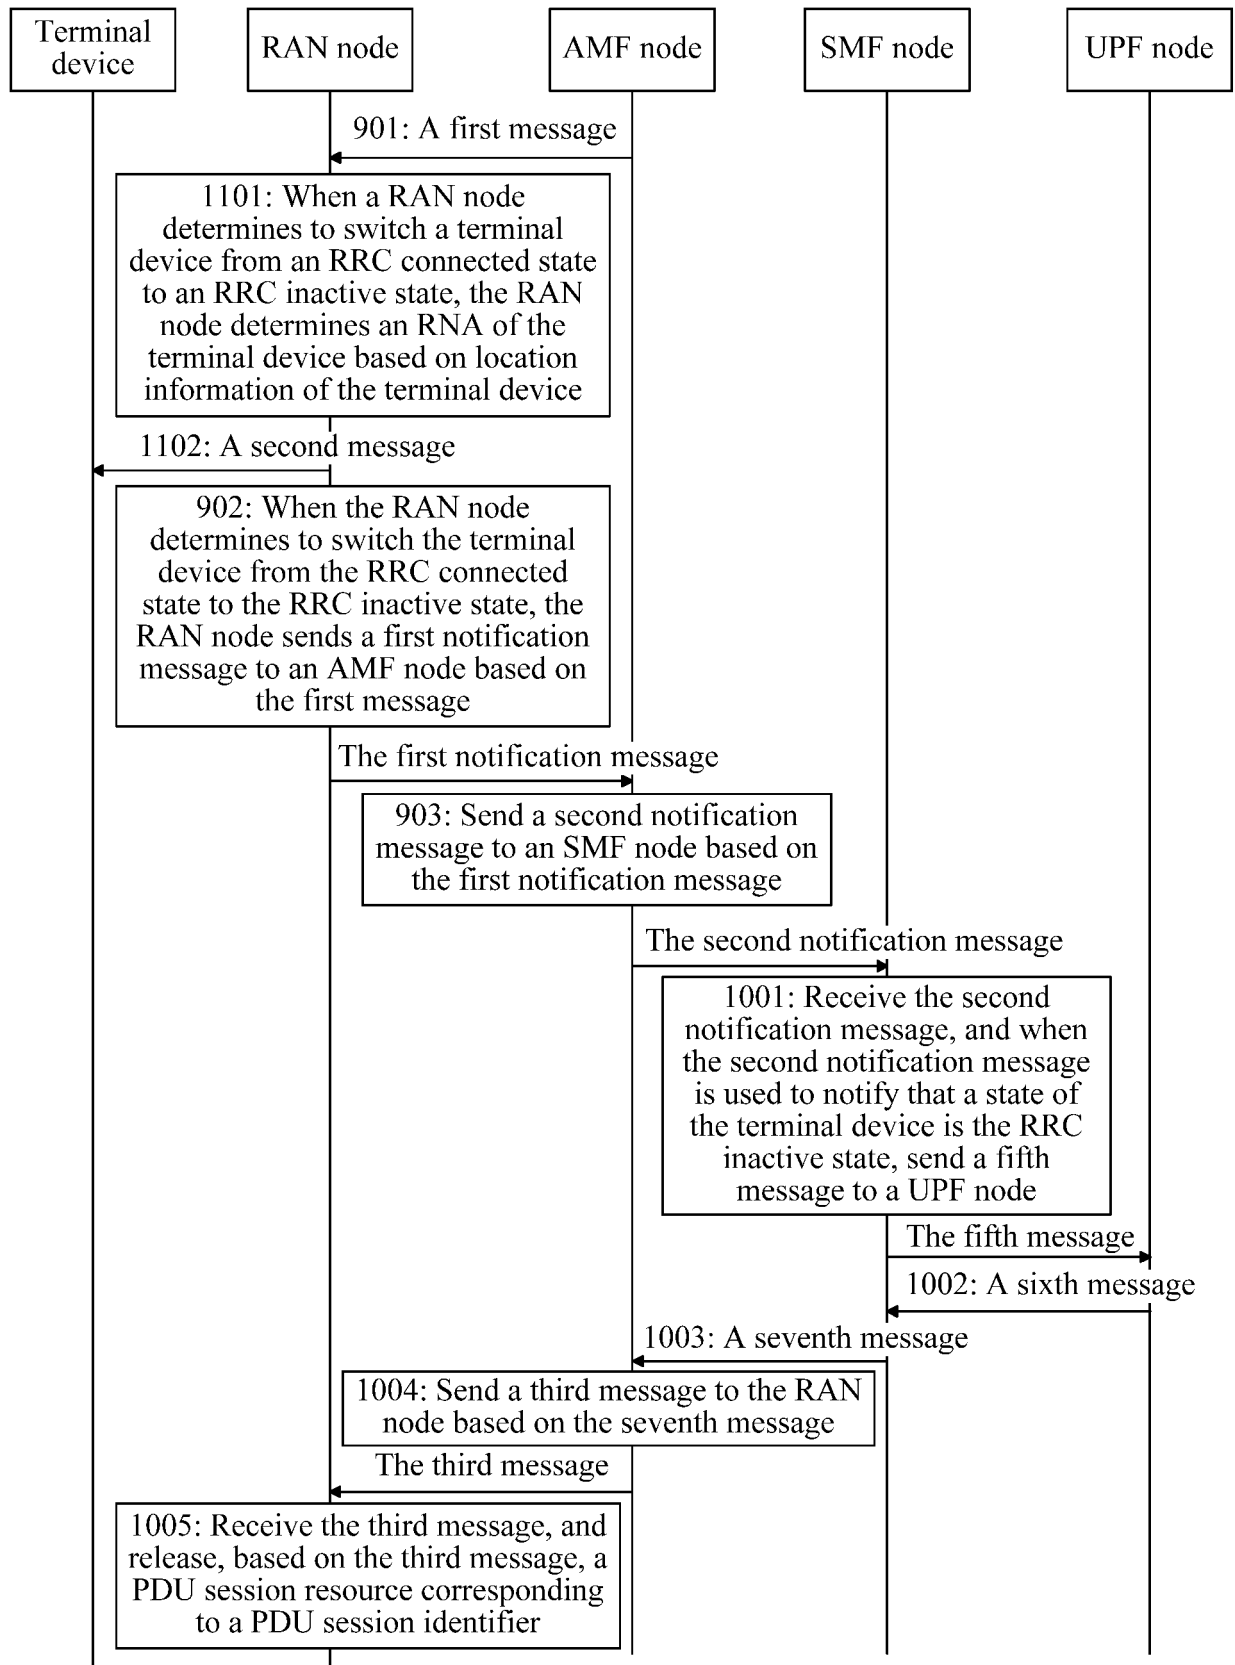 Terminal
device
RAN node
AMF node
SMF node
UPF node
901: A first message
1101: When a RAN node
determines to switch a terminal
device from an RRC connected state
to an RRC inactive state, the RAN
node determines an RNA of the
terminal device based on location
information of the terminal device
1102: A second message
902: When the RAN node
determines to switch the terminal
device from the RRC connected
state to the RRC inactive state, the
RAN node sends a first notification
message to an AMF node based on
the first message
The first notification message
903: Send a second notification
message to an SMF node based on
the first notification message
The second notification message
1001: Receive the second
notification message, and when
the second notification message
is used to notify that a state of
the terminal device is the RRC
inactive state, send a fifth
message to a UPF node
The fifth message
1002: A sixth message
1003: A seventh message
1004: Send a third message to the RAN
node based on the seventh message
The third message
1005: Receive the third message, and
release, based on the third message, a
PDU session resource corresponding
to a PDU session identifier